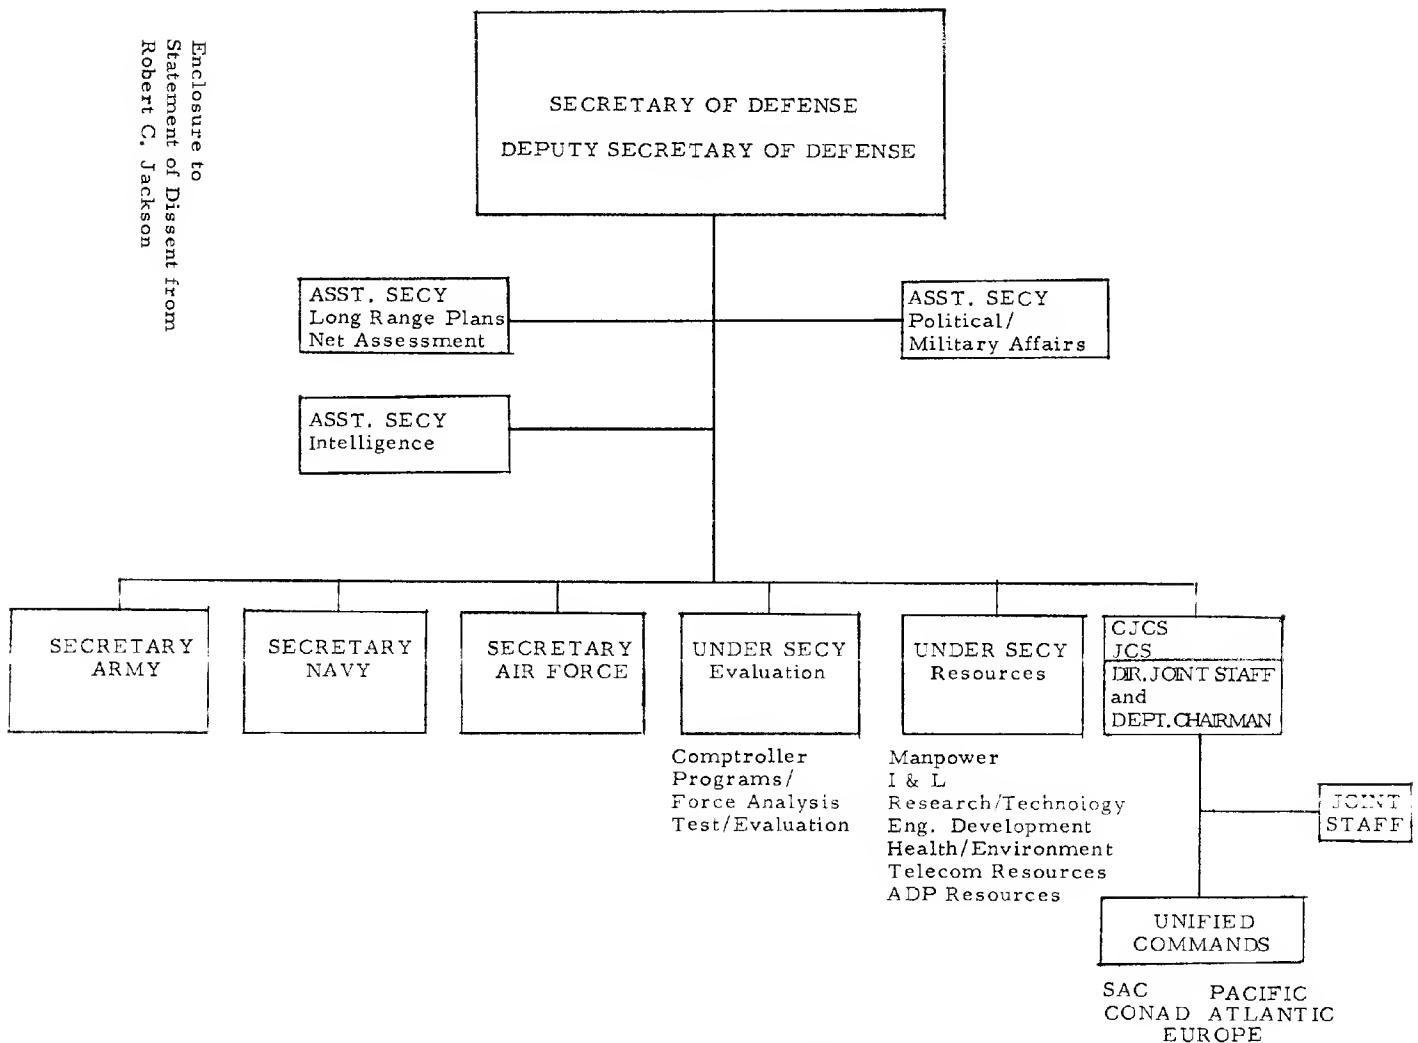 Enclosure to
Statement of Dissent from
Robert C. Jackson
SECRETARY OF DEFENSE
DEPUTY SECRETARY OF DEFENSE
ASST. SECY
Long Range Plans
Net Assessment
ASST. SECY
Political/
Military Affairs
ASST. SECY
Intelligence
SECRETARY
ARMY
SECRETARY
NAVY
SECRETARY
AIR FORCE
UNDER SECY
Evaluation
Comptroller
Programs/
Force Analysis
Test/Evaluation
UNDER SECY
Resources
Manpower
I & L
Research/Technology
Eng. Development
Health/Environment
Telecom Resources
ADP Resources
CJCS
JCS
DIR. JOINT STAFF
and
DEPT. CHAIRMAN
JOINT
STAFF
UNIFIED
COMMANDS
SAC PACIFIC
CONAD ATLANTIC
EUROPE